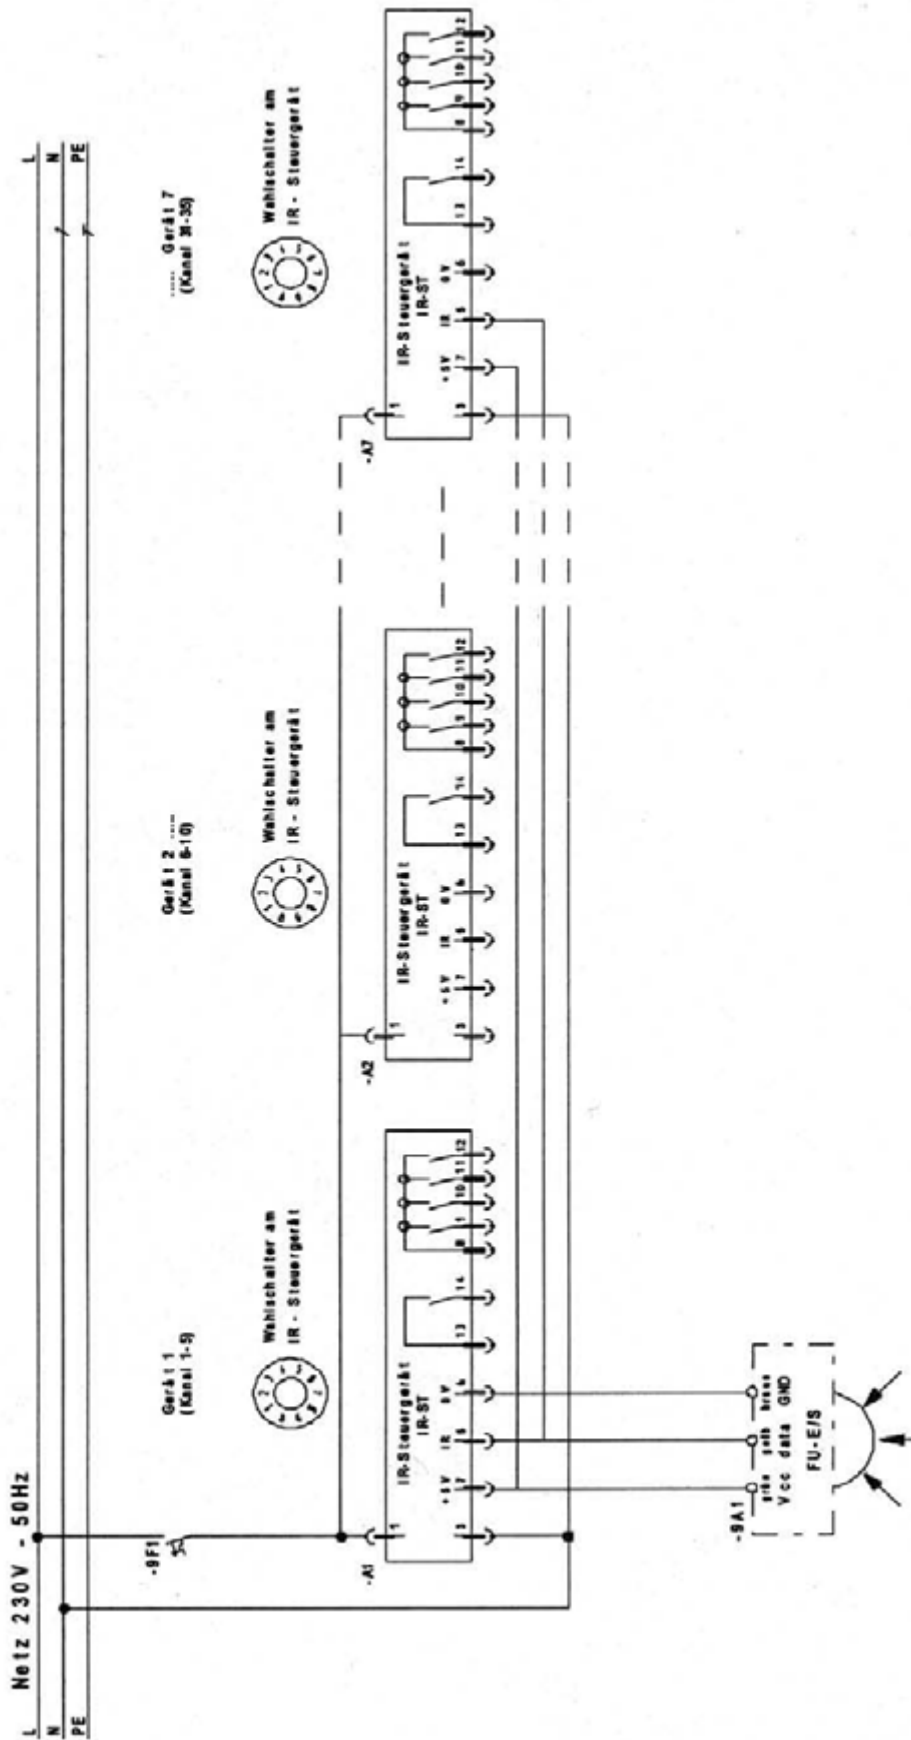 Netz 230V - 50Hz
L
N
PE
L
N
PE
-9F1
Gerät 1
(Kanal 1-5)
Wahlschalter am
IR - Steuergerät
Gerät 2 .....
(Kanal 6-10)
Wahlschalter am
IR - Steuergerät
..... Gerät 7
(Kanal 31-35)
Wahlschalter am
IR - Steuergerät
-A1
1
IR-Steuergerät
IR-ST
+5V IR 0V
3 7 5 6 13 14 8 1 10 11 12
-A2
1
IR-Steuergerät
IR-ST
+5V IR 0V
3 7 5 6 13 14 8 9 10 11 12
-A7
1
IR-Steuergerät
IR-ST
+5V IR 0V
3 7 5 6 13 14 8 9 10 11 12
-9A1
grün gelb braun
Vcc data GND
FU-E/S